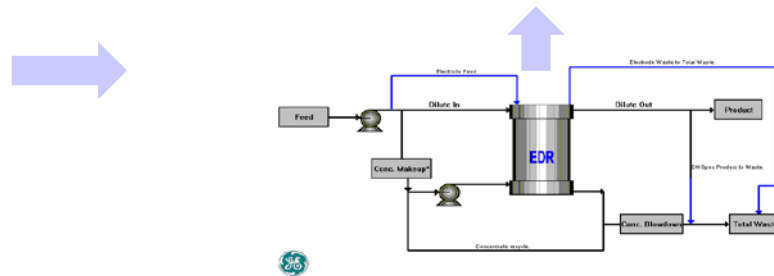 Electrode Feed.
Electrode Waste to Total Waste.
Feed
Dilute In
Dilute Out
Product
EDR
Conc. Makeup*
Off Spec Product to Waste.
Conc. Blowdown
Total Waste
Concentrate recycle.